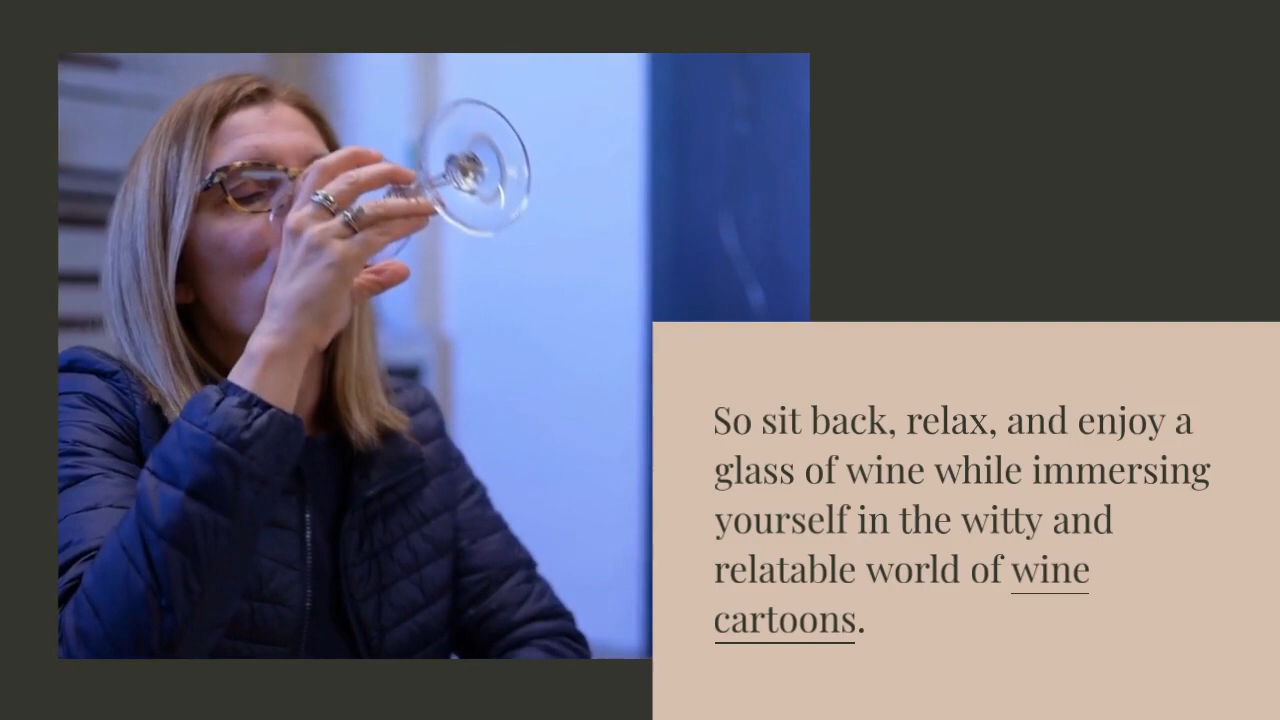 So sit back, relax, and enjoy a
glass of wine while immersing
yourself in the witty and
relatable world of wine
cartoons.